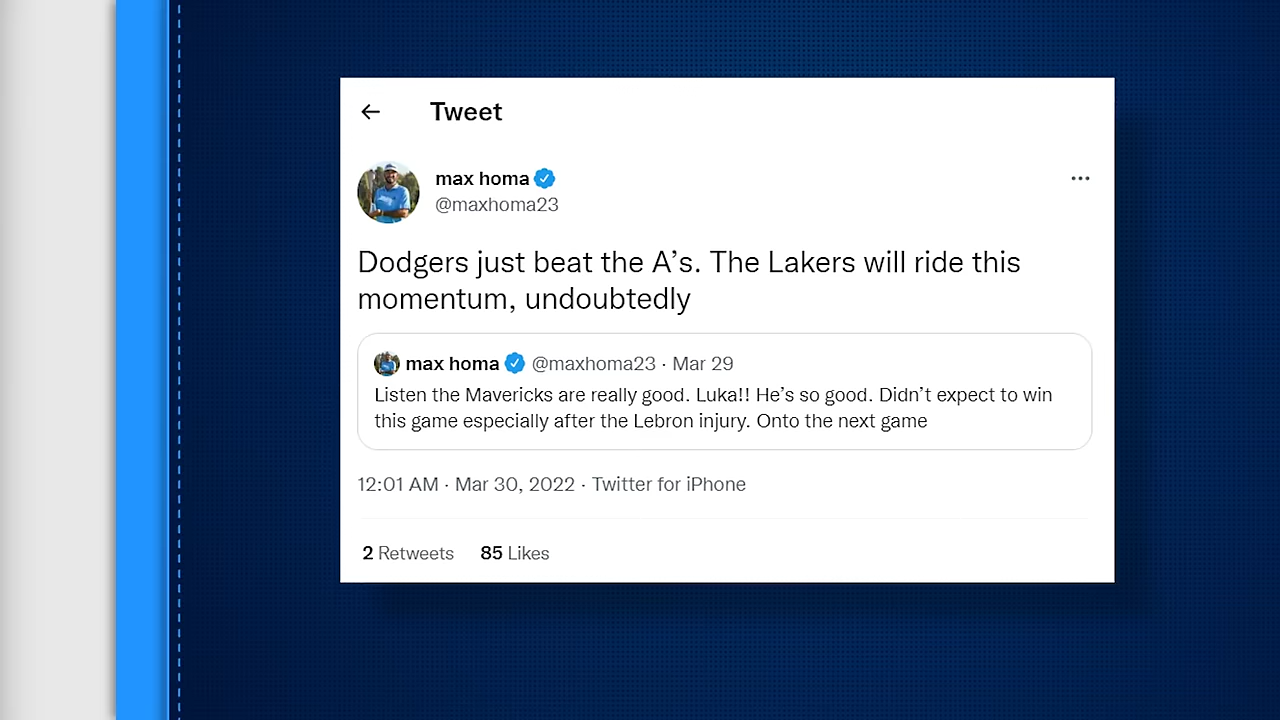 Tweet
max homa
@maxhoma23
Dodgers just beat the A’s. The Lakers will ride this
momentum, undoubtedly
max homa @maxhoma23 · Mar 29
Listen the Mavericks are really good. Luka!! He’s so good. Didn’t expect to win
this game especially after the Lebron injury. Onto the next game
12:01 AM · Mar 30, 2022 · Twitter for iPhone
2 Retweets 85 Likes